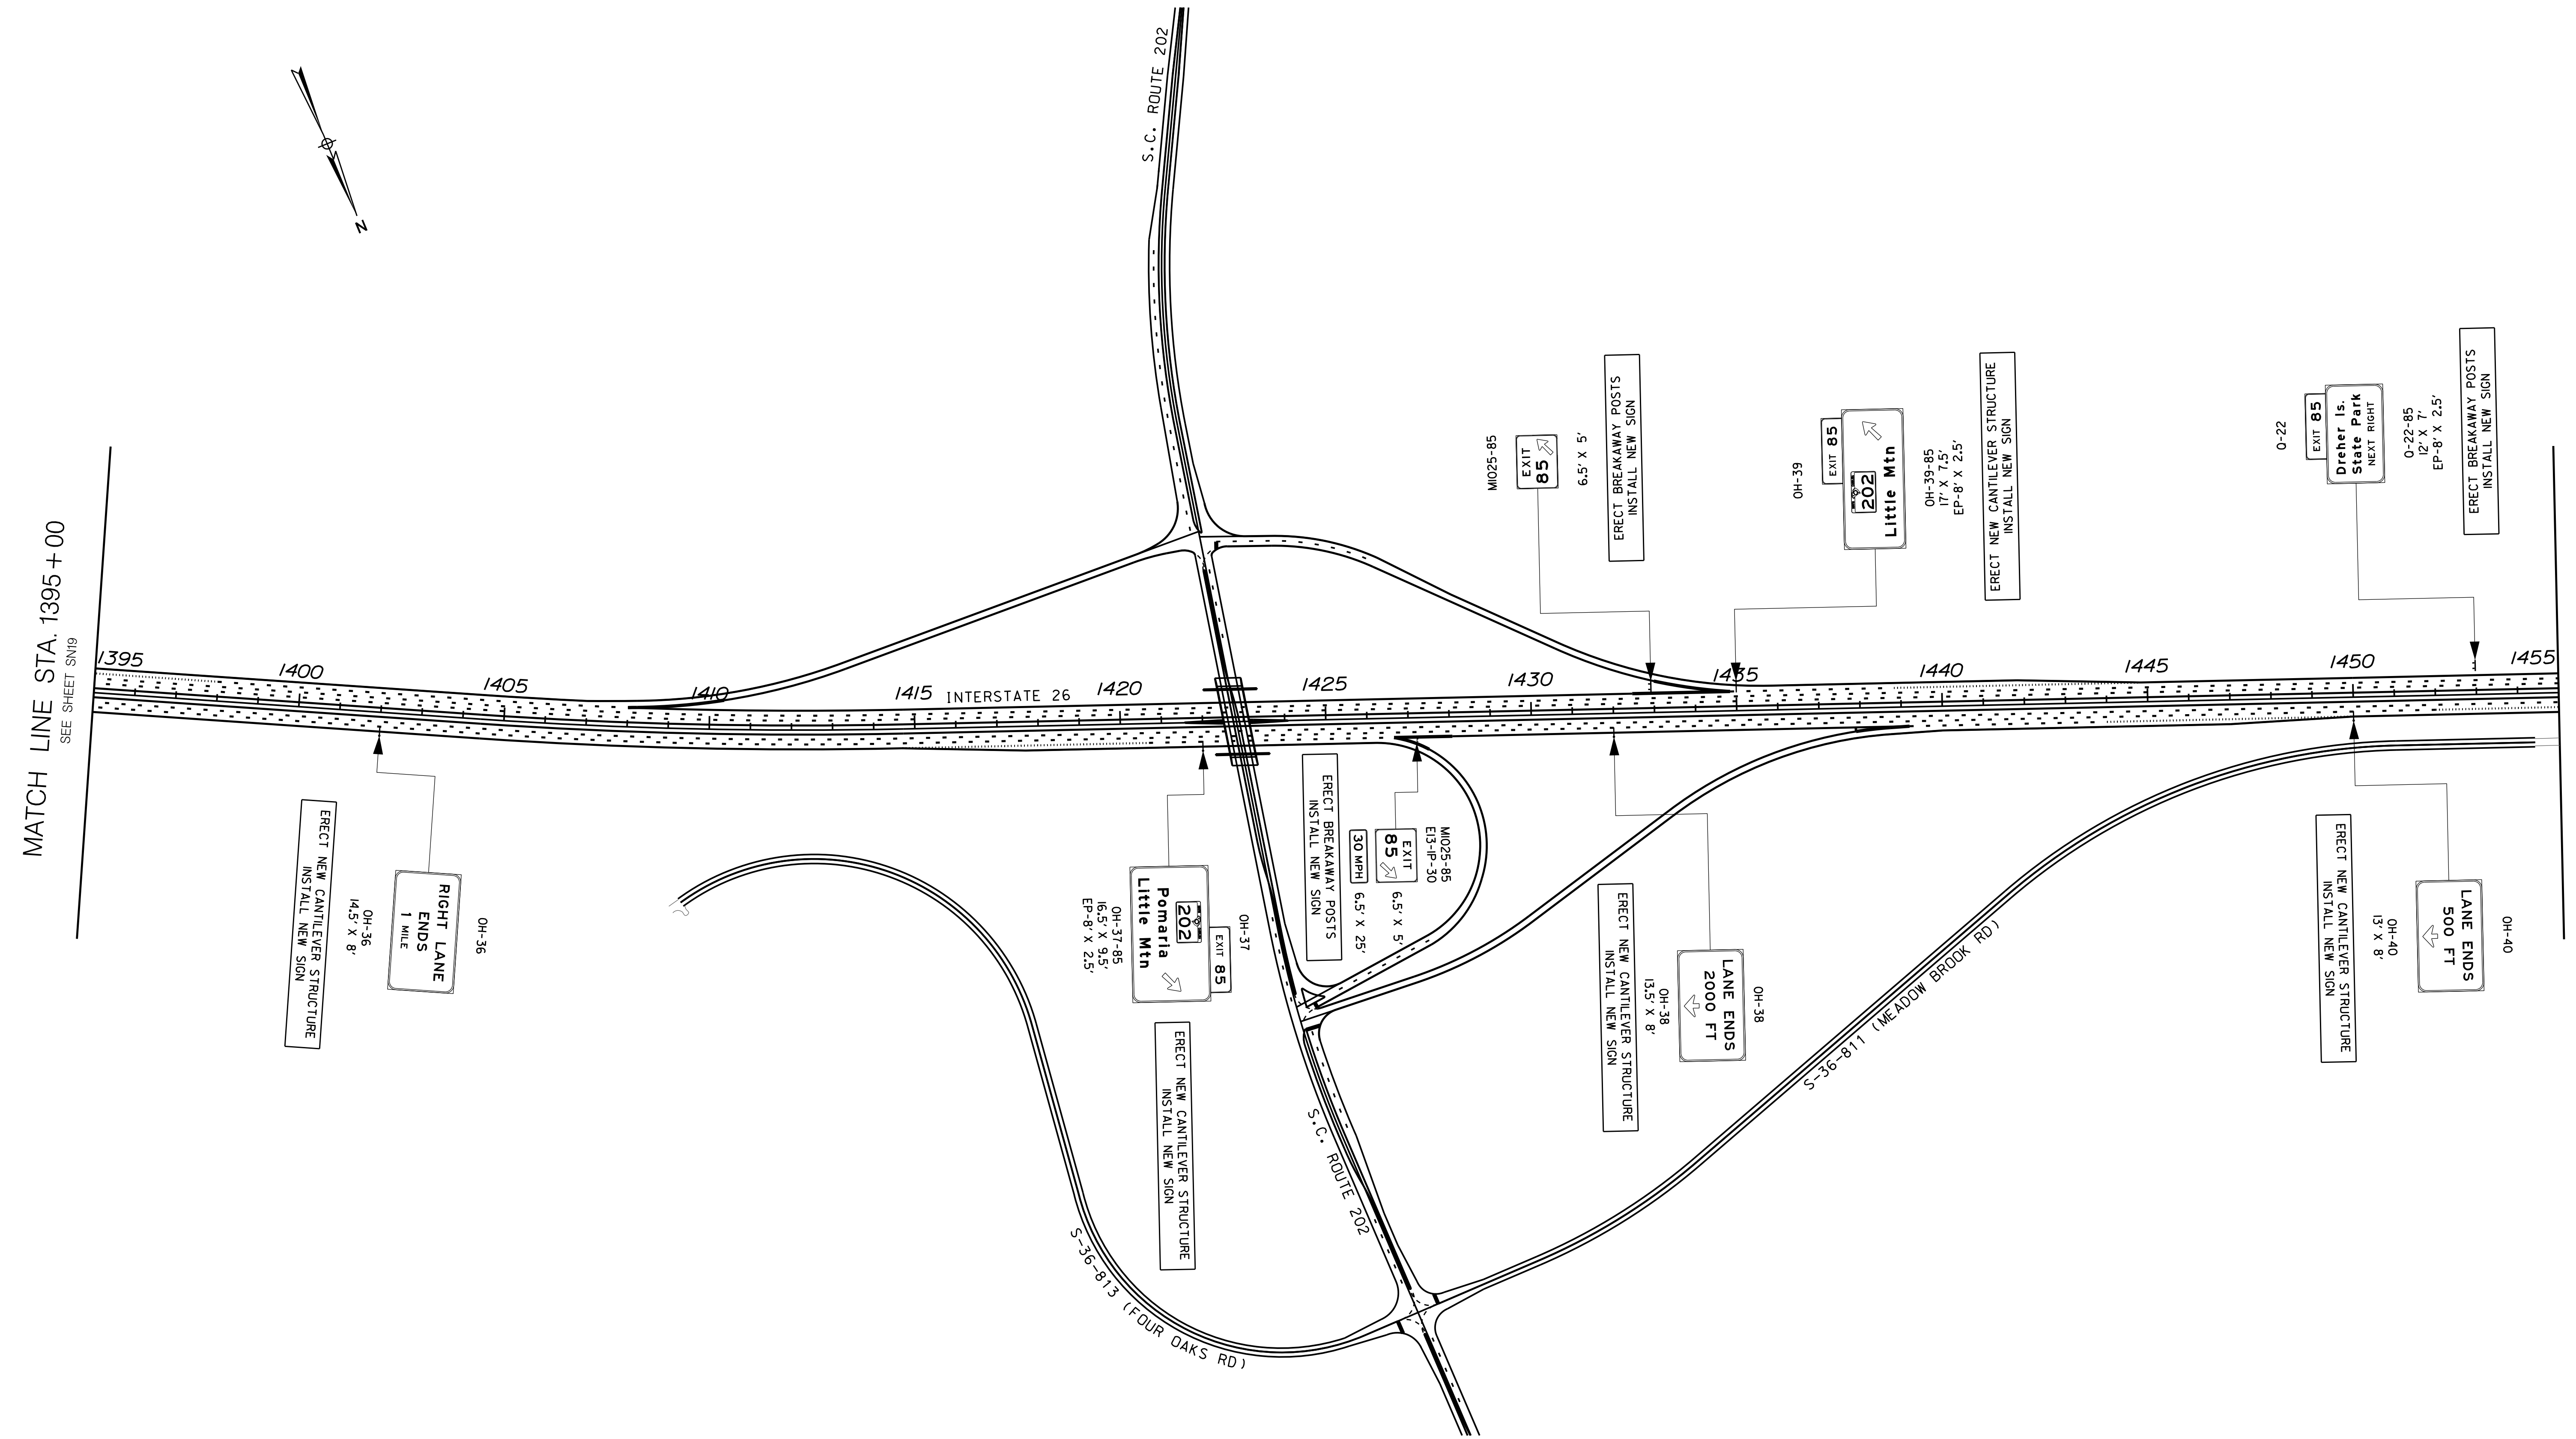 MATCH LINE STA. 1395+00
SEE SHEET SN19
N
S.C. ROUTE 202
1395
1400
1405
1410
1415
INTERSTATE 26
1420
1425
1430
1435
1440
1445
1450
1455
MI025-85
EXIT
85
6.5' X 5'
ERECT BREAKAWAY POSTS
INSTALL NEW SIGN
OH-39
EXIT 85
202
Little Mtn
OH-39-85
17' X 7.5'
EP-8' X 2.5'
ERECT NEW CANTILEVER STRUCTURE
INSTALL NEW SIGN
O-22
EXIT 85
Dreher Is.
State Park
NEXT RIGHT
O-22-85
12' X 7'
EP-8' X 2.5'
ERECT BREAKAWAY POSTS
INSTALL NEW SIGN
OH-36
RIGHT LANE
ENDS
1 MILE
OH-36
14.5' X 8'
ERECT NEW CANTILEVER STRUCTURE
INSTALL NEW SIGN
OH-37
EXIT 85
202
Pomaria
Little Mtn
OH-37-85
16.5' X 9.5'
EP-8' X 2.5'
ERECT NEW CANTILEVER STRUCTURE
INSTALL NEW SIGN
MI025-85
E13-1P-30
EXIT
85
6.5' X 5'
30 MPH
6.5' X 25'
ERECT BREAKAWAY POSTS
INSTALL NEW SIGN
OH-38
LANE ENDS
2000 FT
OH-38
13.5' X 8'
ERECT NEW CANTILEVER STRUCTURE
INSTALL NEW SIGN
OH-40
LANE ENDS
500 FT
OH-40
13' X 8'
ERECT NEW CANTILEVER STRUCTURE
INSTALL NEW SIGN
S.C. ROUTE 202
S-36-811 (MEADOW BROOK RD)
S-36-813 (FOUR OAKS RD)